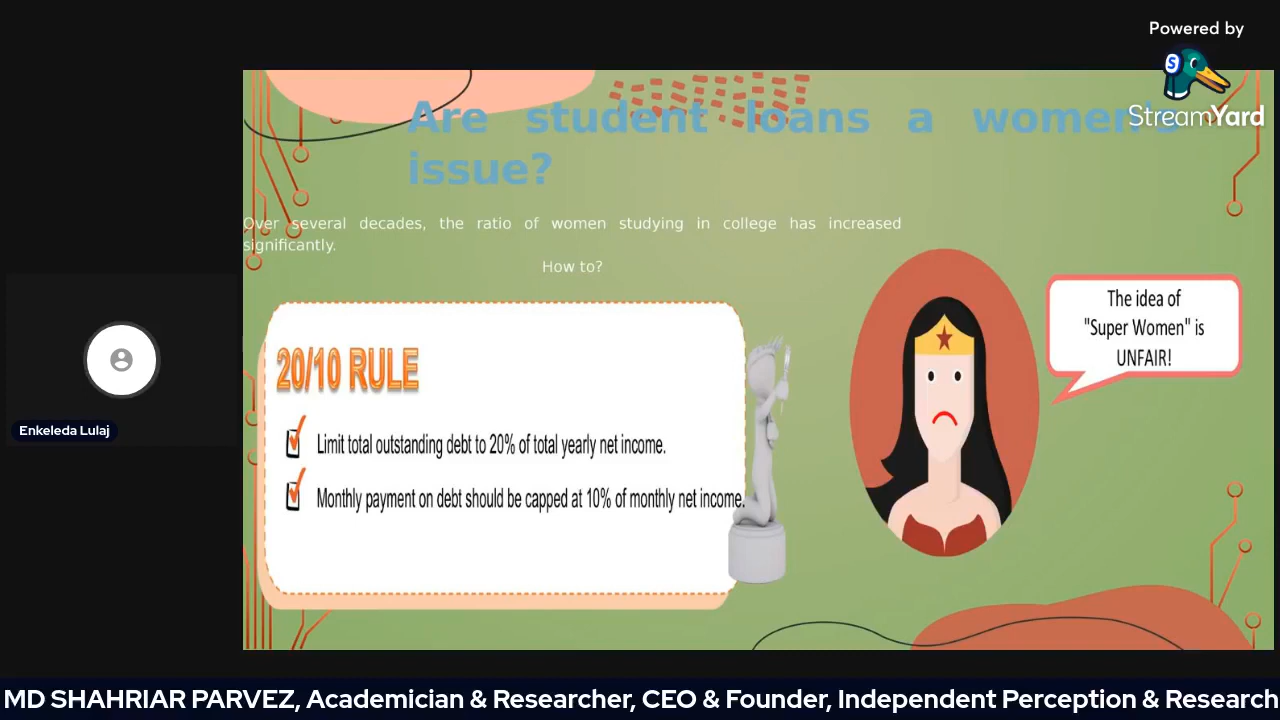 Powered by
StreamYard
Are student loans a women's
issue?
Over several decades, the ratio of women studying in college has increased
significantly.
How to?
20/10 RULE
Limit total outstanding debt to 20% of total yearly net income.
Monthly payment on debt should be capped at 10% of monthly net income.
The idea of
"Super Women" is
UNFAIR!
Enkeleda Lulaj
MD SHAHRIAR PARVEZ, Academician & Researcher, CEO & Founder, Independent Perception & Research